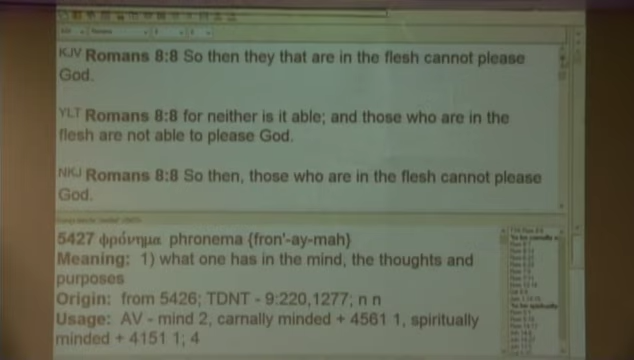 KJV Romans 8:8 So then they that are in the flesh cannot please
God.
YLT Romans 8:8 for neither is it able; and those who are in the
flesh are not able to please God.
NKJ Romans 8:8 So then, those who are in the flesh cannot please
God.
5427 φρόνημα phronema {fron'-ay-mah}
Meaning: 1) what one has in the mind, the thoughts and
purposes
Origin: from 5426; TDNT - 9:220,1277; n n
Usage: AV - mind 2, carnally minded + 4561 1, spiritually
minded + 4151 1; 4